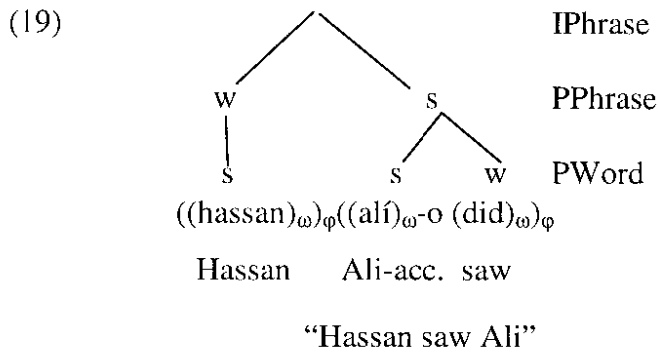 (19) IPhrase
w s PPhrase
s s w PWord
((hassan)ω)φ((alí)ω-o (did)ω)φ
Hassan Ali-acc. saw
“Hassan saw Ali”